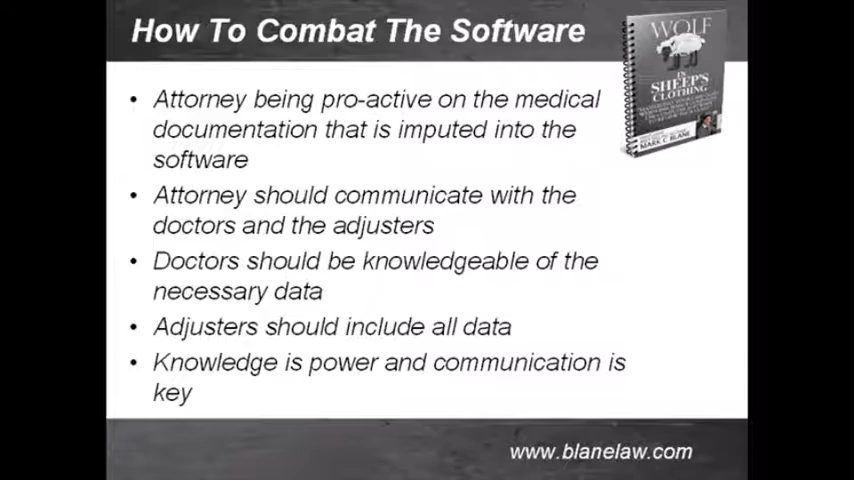 How To Combat The Software
WOLF
IN
SHEEP'S
CLOTHING
MARK C BLANE
• Attorney being pro-active on the medical
documentation that is imputed into the
software
• Attorney should communicate with the
doctors and the adjusters
• Doctors should be knowledgeable of the
necessary data
• Adjusters should include all data
• Knowledge is power and communication is
key
www.blanelaw.com